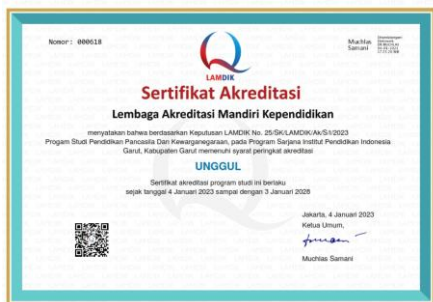 Nomor: 000618
Muchlas
Samani
LAMDIK
Sertifikat Akreditasi
Lembaga Akreditasi Mandiri Kependidikan
menyatakan bahwa berdasarkan Keputusan LAMDIK No. 25/SK/LAMDIK/Ak/S1/2023
Progam Studi Pendidikan Pancasila Dan Kewarganegaraan, pada Program Sarjana Institut Pendidikan Indonesia
Garut, Kabupaten Garut memenuhi syarat peringkat akreditasi
UNGGUL
Sertifikat akreditasi program studi ini berlaku
sejak tanggal 4 Januari 2023 sampai dengan 3 Januari 2028
Jakarta, 4 Januari 2023
Ketua Umum,
Muchlas Samani